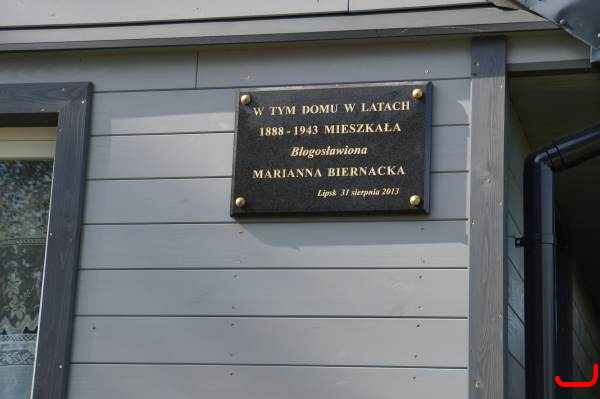 W TYM DOMU W LATACH
1888 - 1943 MIESZKAŁA
Błogosławiona
MARIANNA BIERNACKA
Lipsk 31 sierpnia 2013